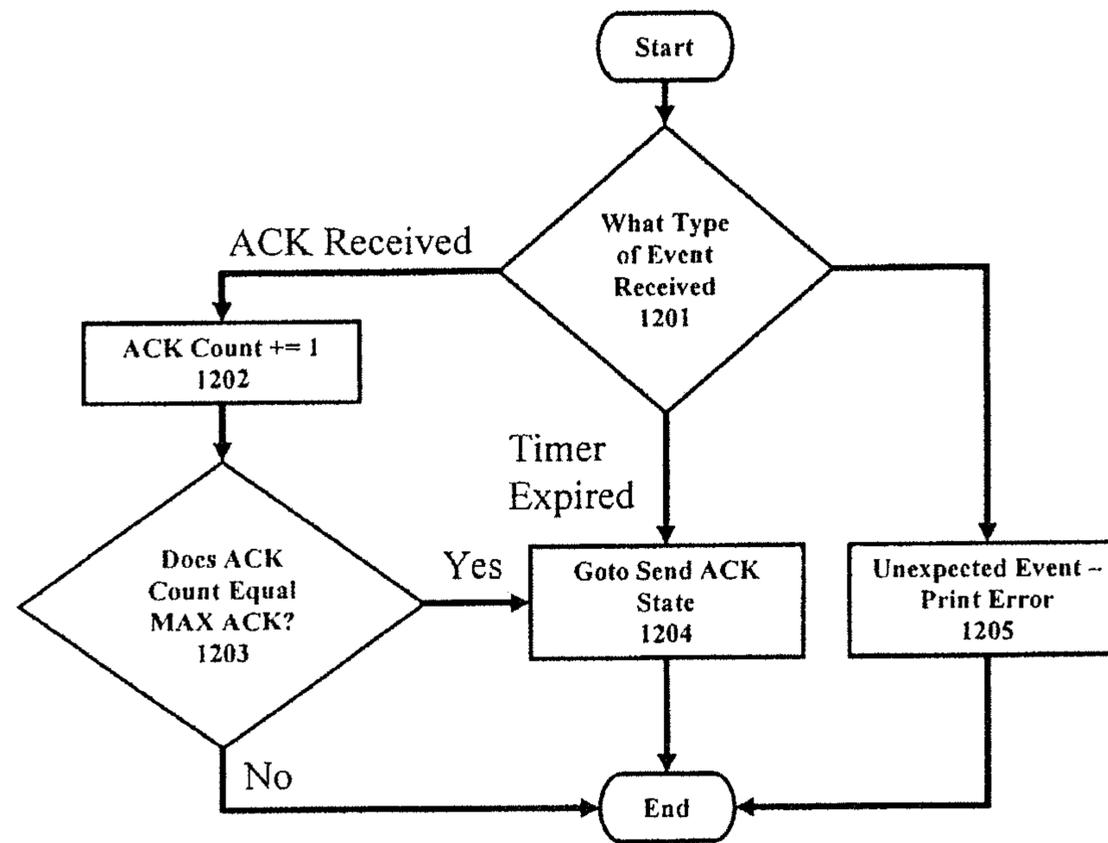 Start
What Type
of Event
Received
1201
ACK Received
ACK Count += 1
1202
Timer
Expired
Does ACK
Count Equal
MAX ACK?
1203
Yes
Goto Send ACK
State
1204
Unexpected Event –
Print Error
1205
No
End